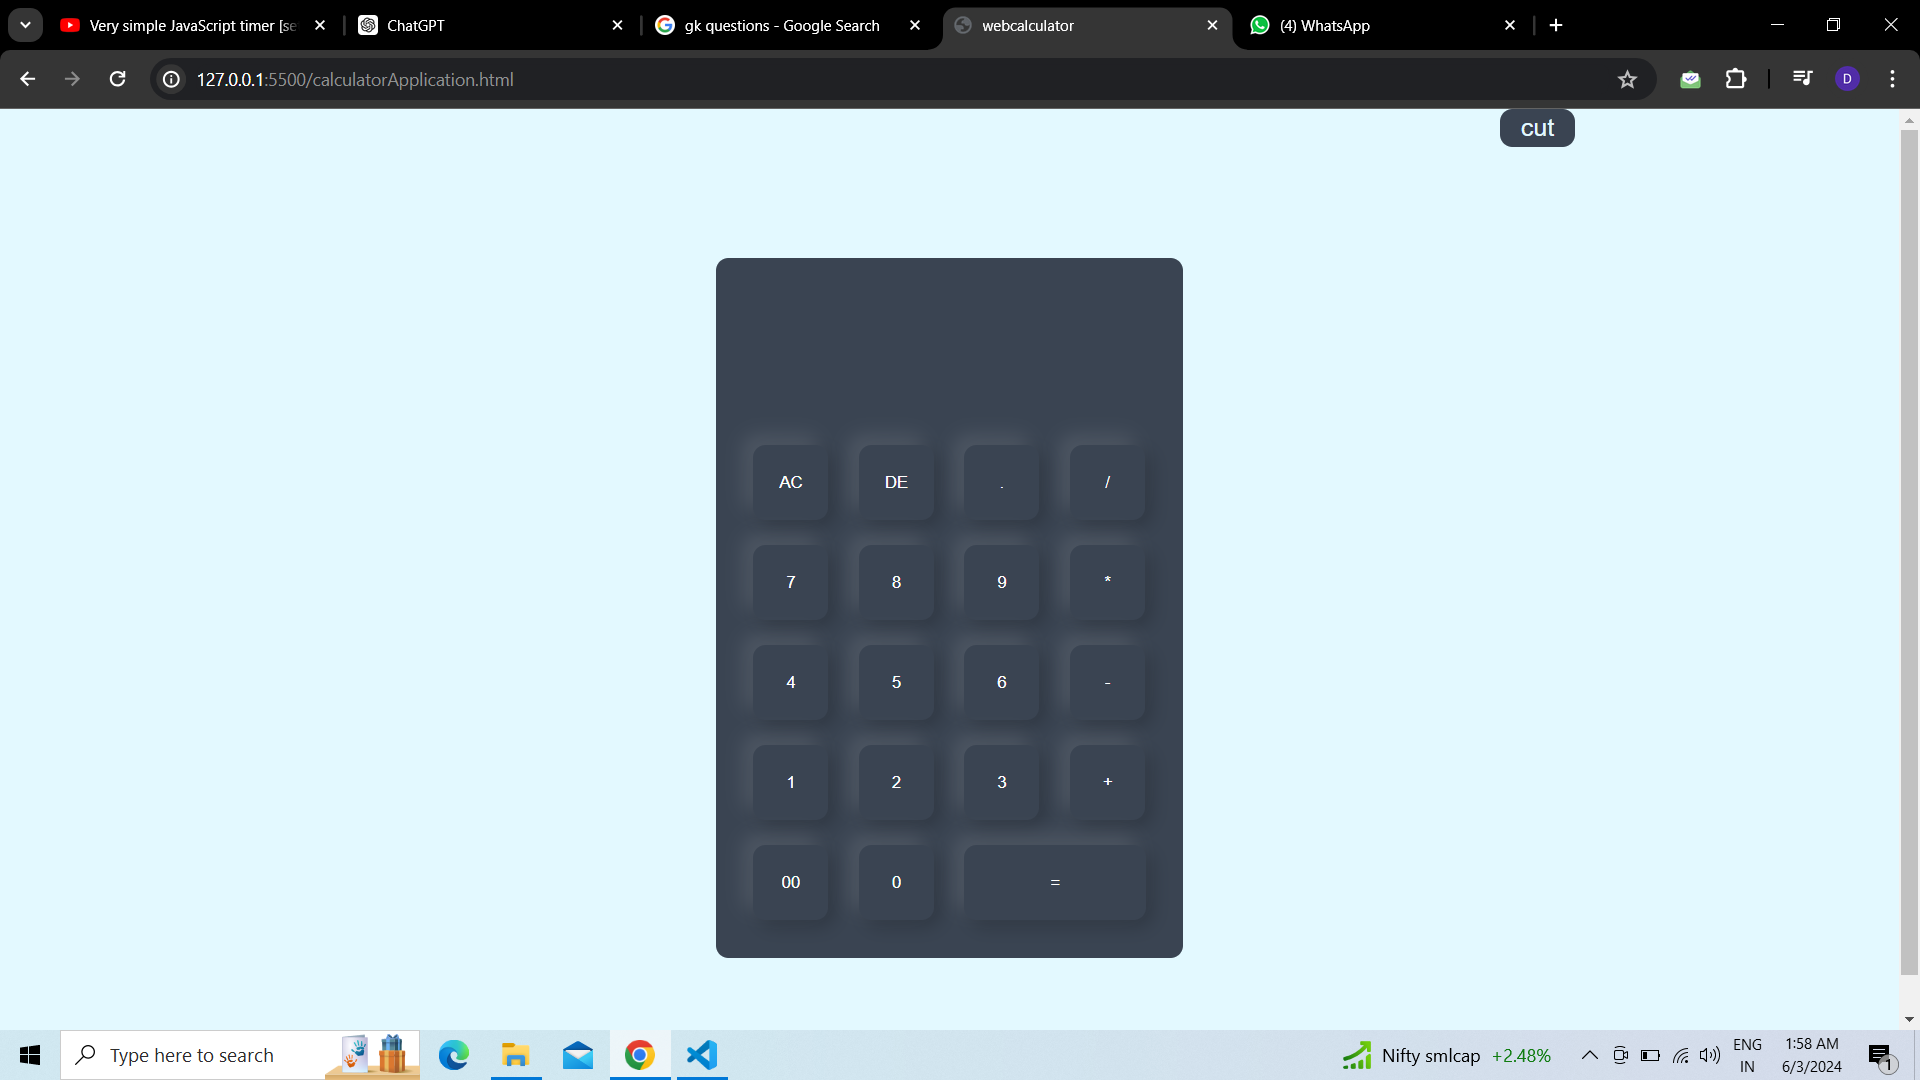 Very simple JavaScript timer [se
ChatGPT
gk questions - Google Search
webcalculator
(4) WhatsApp
127.0.0.1:5500/calculatorApplication.html
D
cut
AC DE . /
7 8 9 *
4 5 6 -
1 2 3 +
00 0 =
Type here to search
Nifty smlcap +2.48%
ENG
IN
1:58 AM
6/3/2024
1